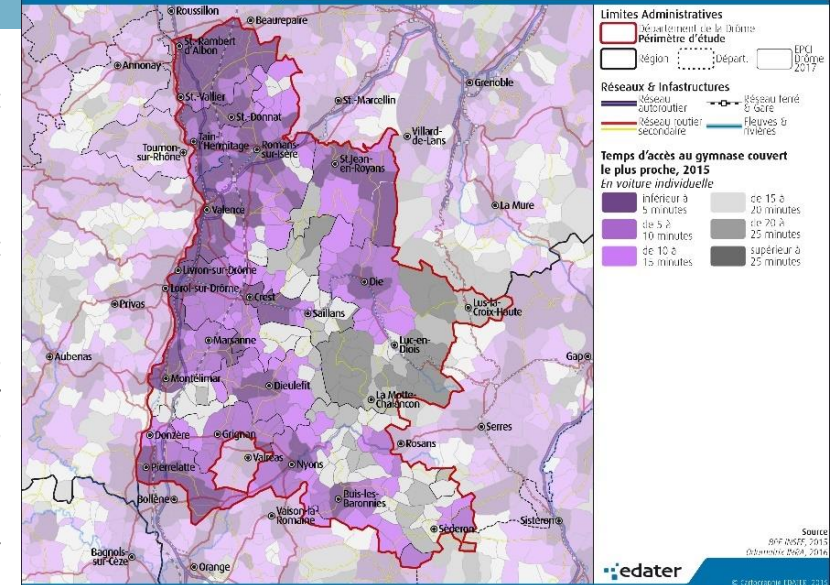 Roussillon
Beaurepaire
St.-Rambert
d'Albon
Annonay
Grenoble
St.-Vallier
St.-Marcellin
St.-Donnat
Villard-
de-Lans
Tain-
l'Hermitage
Tournon-
sur-Rhône
Romans-
sur-Isère
St.Jean-
en-Royans
La Mure
Valence
Livron-sur-Drôme
Die
Loriol-sur-Drôme
Crest
Lus-la-
Croix-Haute
Privas
Saillans
Marsanne
Luc-en-
Diois
Aubenas
Gap
Montélimar
Dieulefit
La Motte-
Chalancon
Serres
Donzère
Grignan
Rosans
Valréas
Nyons
Pierrelatte
Buis-les-
Baronnies
Bollène
Vaison-la-
Romaine
Séderon
Sisteron
Bagnols-
sur-Cèze
Orange
Limites Administratives
Département de la Drôme
Périmètre d'étude
Région
Départ.
EPCI
Drôme
2017
Réseaux & Infastructures
Réseau
autoroutier
Réseau ferré
& Gare
Réseau routier
secondaire
Fleuves &
rivières
Temps d'accès au gymnase couvert
le plus proche, 2015
En voiture individuelle
inférieur à
5 minutes
de 5 à
10 minutes
de 10 à
15 minutes
de 15 à
20 minutes
de 20 à
25 minutes
supérieur à
25 minutes
Source
BPE INSEE, 2015
Odomatrix INRA, 2016
edater